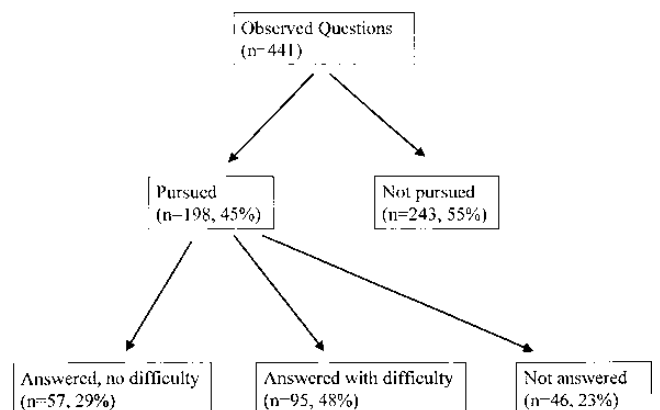 Observed Questions
(n=441)
Pursued
(n=198, 45%)
Not pursued
(n=243, 55%)
Answered, no difficulty
(n=57, 29%)
Answered with difficulty
(n=95, 48%)
Not answered
(n=46, 23%)